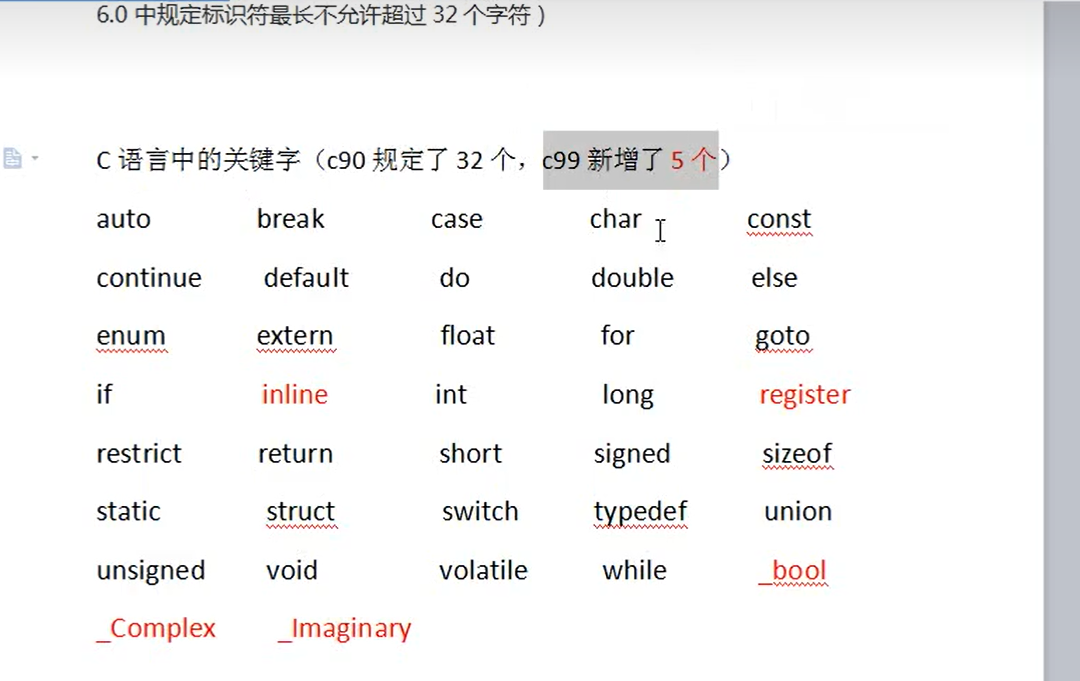 6.0 中规定标识符最长不允许超过 32 个字符)
C 语言中的关键字（c90 规定了 32 个，c99 新增了 5 个）
auto break case char const
continue default do double else
enum extern float for goto
if inline int long register
restrict return short signed sizeof
static struct switch typedef union
unsigned void volatile while _bool
_Complex _Imaginary